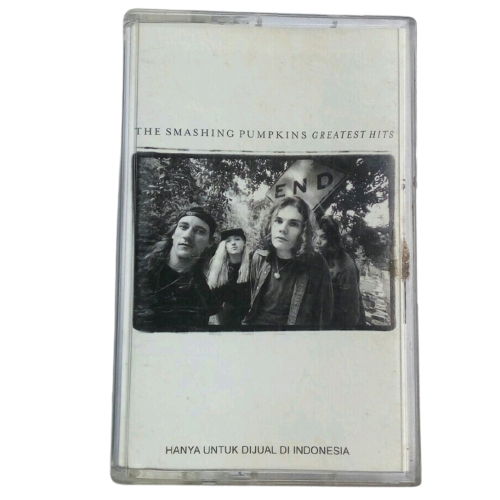 THE SMASHING PUMPKINS GREATEST HITS
END
HANYA UNTUK DIJUAL DI INDONESIA